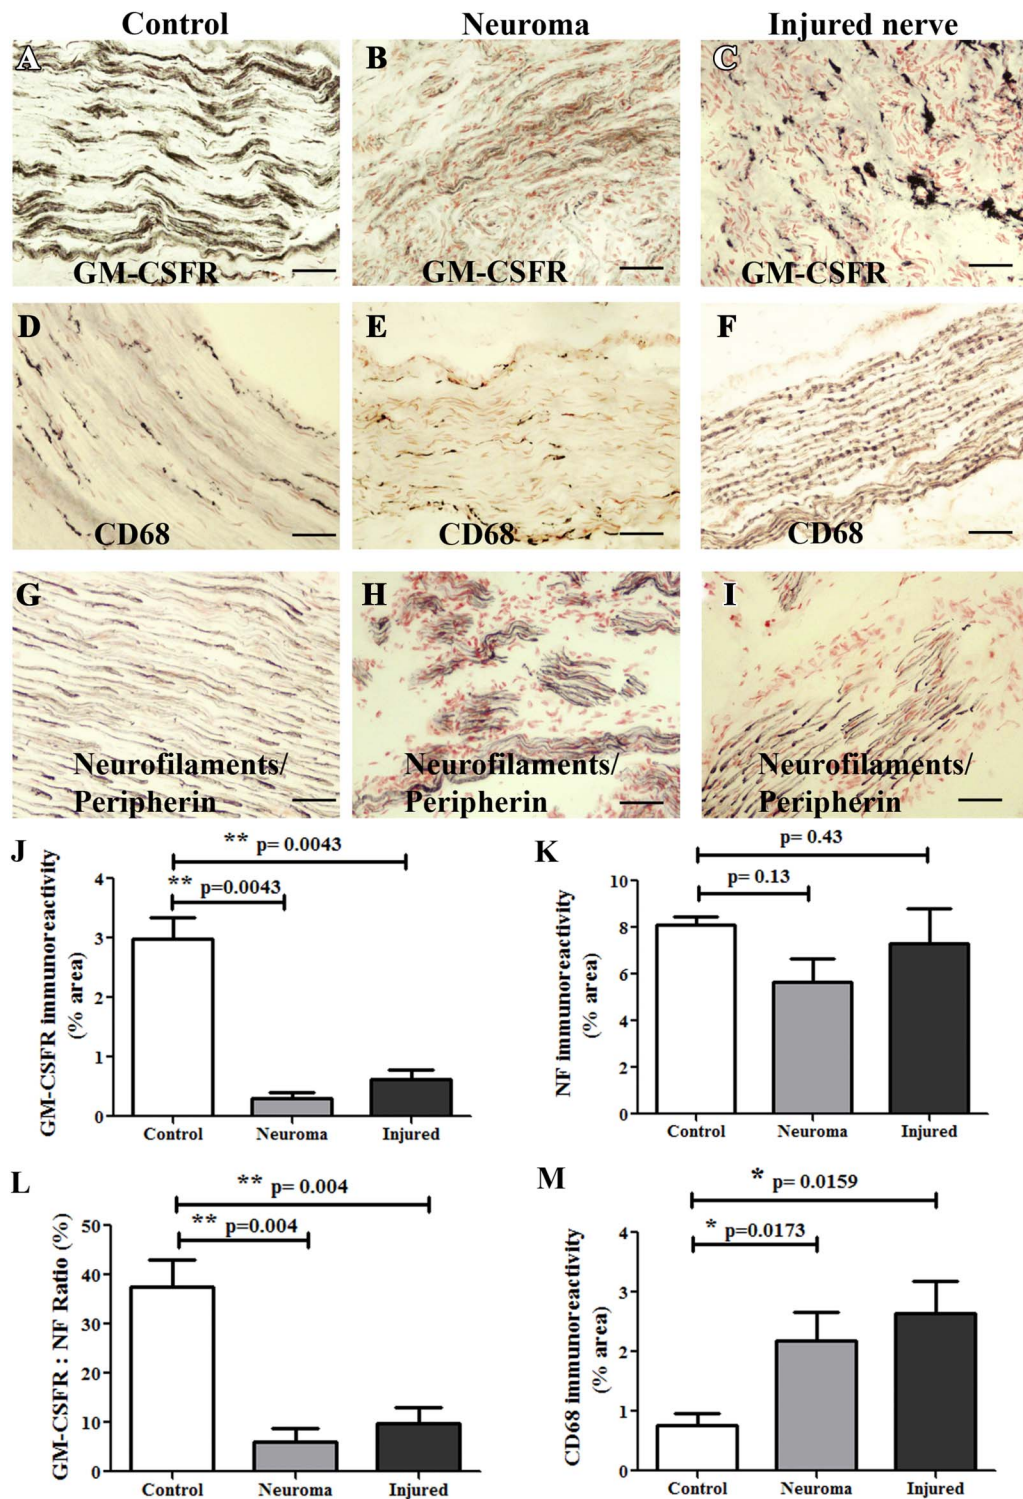 Control Neuroma Injured nerve
A B C
GM-CSFR GM-CSFR GM-CSFR
D E F
CD68 CD68 CD68
G H I
Neurofilaments/ Neurofilaments/ Neurofilaments/
Peripherin Peripherin Peripherin
J
** p= 0.0043
** p=0.0043
GM-CSFR immunoreactivity
(% area)
4
3
2
1
0
Control Neuroma Injured
K
p= 0.43
p= 0.13
NF immunoreactivity
(% area)
10
8
6
4
2
0
Control Neuroma Injured
L
** p= 0.004
** p=0.004
GM-CSFR : NF Ratio (%)
50
40
30
20
10
0
Control Neuroma Injured
M
* p= 0.0159
* p=0.0173
CD68 immunoreactivity
(% area)
4
3
2
1
0
Control Neuroma Injured